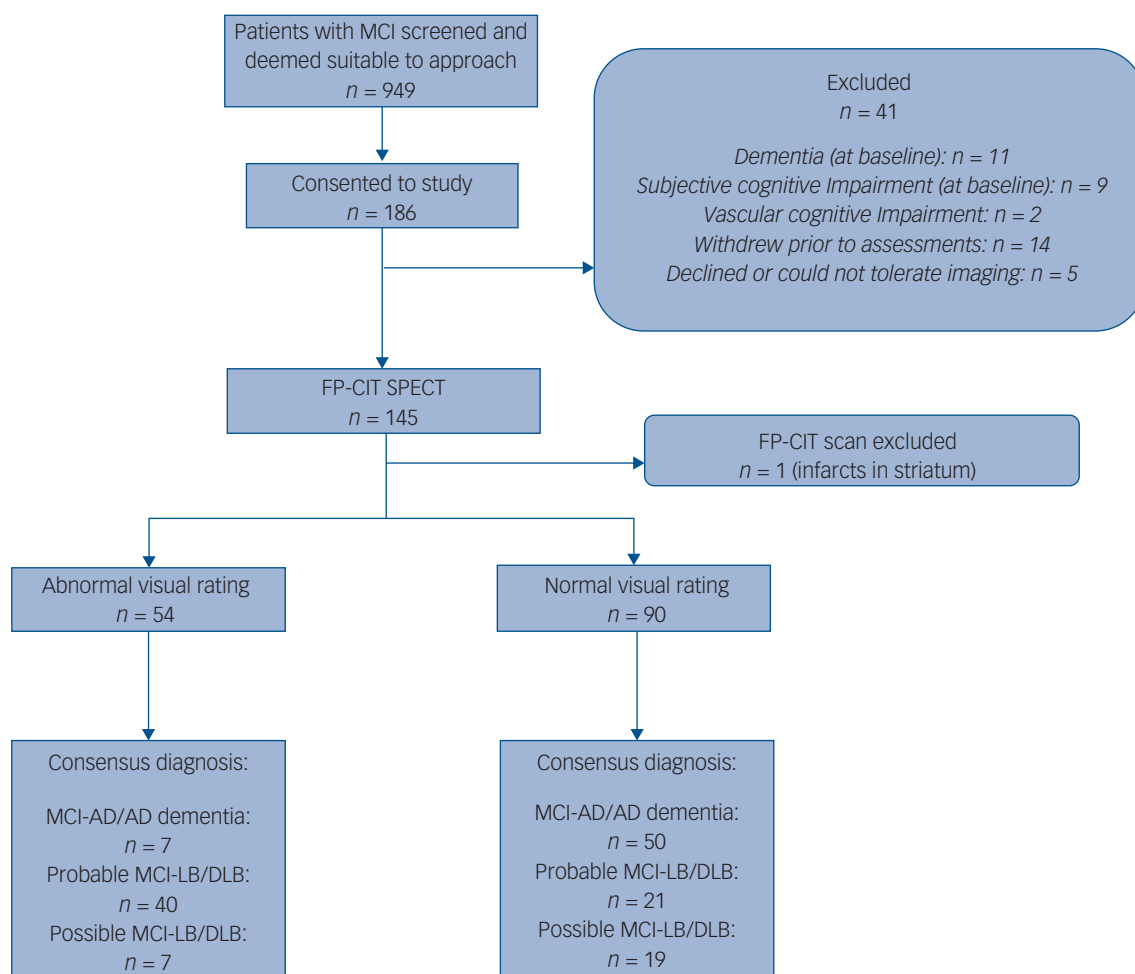 Patients with MCI screened and
deemed suitable to approach
n = 949
Excluded
n = 41
Dementia (at baseline): n = 11
Subjective cognitive Impairment (at baseline): n = 9
Vascular cognitive Impairment: n = 2
Withdrew prior to assessments: n = 14
Declined or could not tolerate imaging: n = 5
Consented to study
n = 186
FP-CIT SPECT
n = 145
FP-CIT scan excluded
n = 1 (infarcts in striatum)
Abnormal visual rating
n = 54
Normal visual rating
n = 90
Consensus diagnosis:
MCI-AD/AD dementia:
n = 7
Probable MCI-LB/DLB:
n = 40
Possible MCI-LB/DLB:
n = 7
Consensus diagnosis:
MCI-AD/AD dementia:
n = 50
Probable MCI-LB/DLB:
n = 21
Possible MCI-LB/DLB:
n = 19